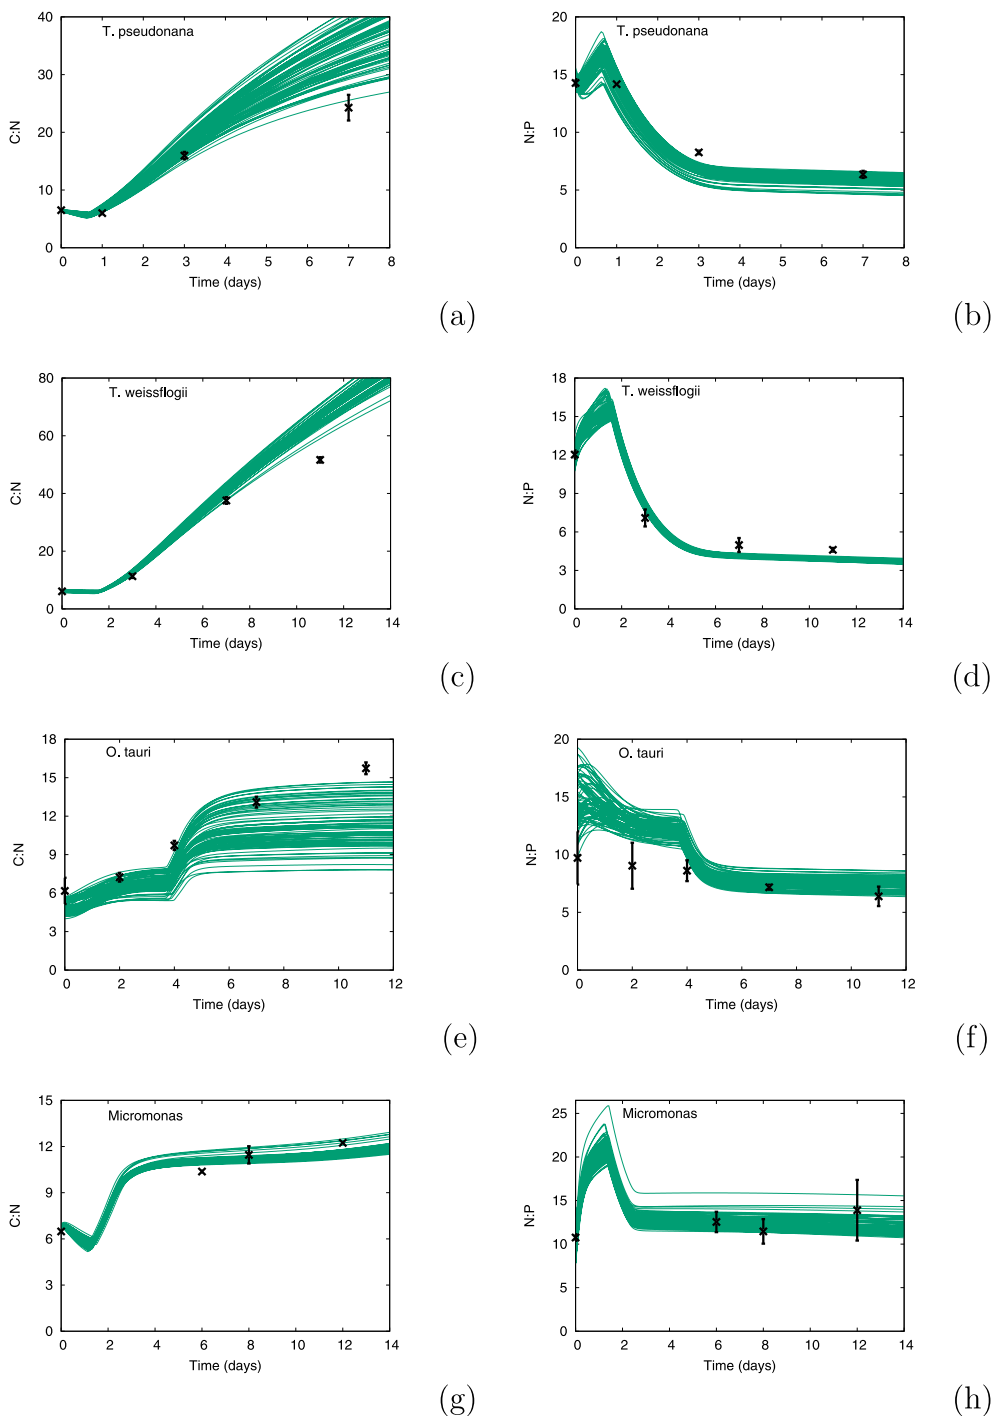 T. pseudonana
C:N
40
30
20
10
0
0 1 2 3 4 5 6 7 8
Time (days)
(a)
T. pseudonana
N:P
20
15
10
5
0
0 1 2 3 4 5 6 7 8
Time (days)
(b)
T. weissflogii
C:N
80
60
40
20
0
0 2 4 6 8 10 12 14
Time (days)
(c)
T. weissflogii
N:P
18
15
12
9
6
3
0
0 2 4 6 8 10 12 14
Time (days)
(d)
O. tauri
C:N
18
15
12
9
6
3
0
0 2 4 6 8 10 12
Time (days)
(e)
O. tauri
N:P
20
15
10
5
0
0 2 4 6 8 10 12
Time (days)
(f)
Micromonas
C:N
15
12
9
6
3
0
0 2 4 6 8 10 12 14
Time (days)
(g)
Micromonas
N:P
25
20
15
10
5
0
0 2 4 6 8 10 12 14
Time (days)
(h)